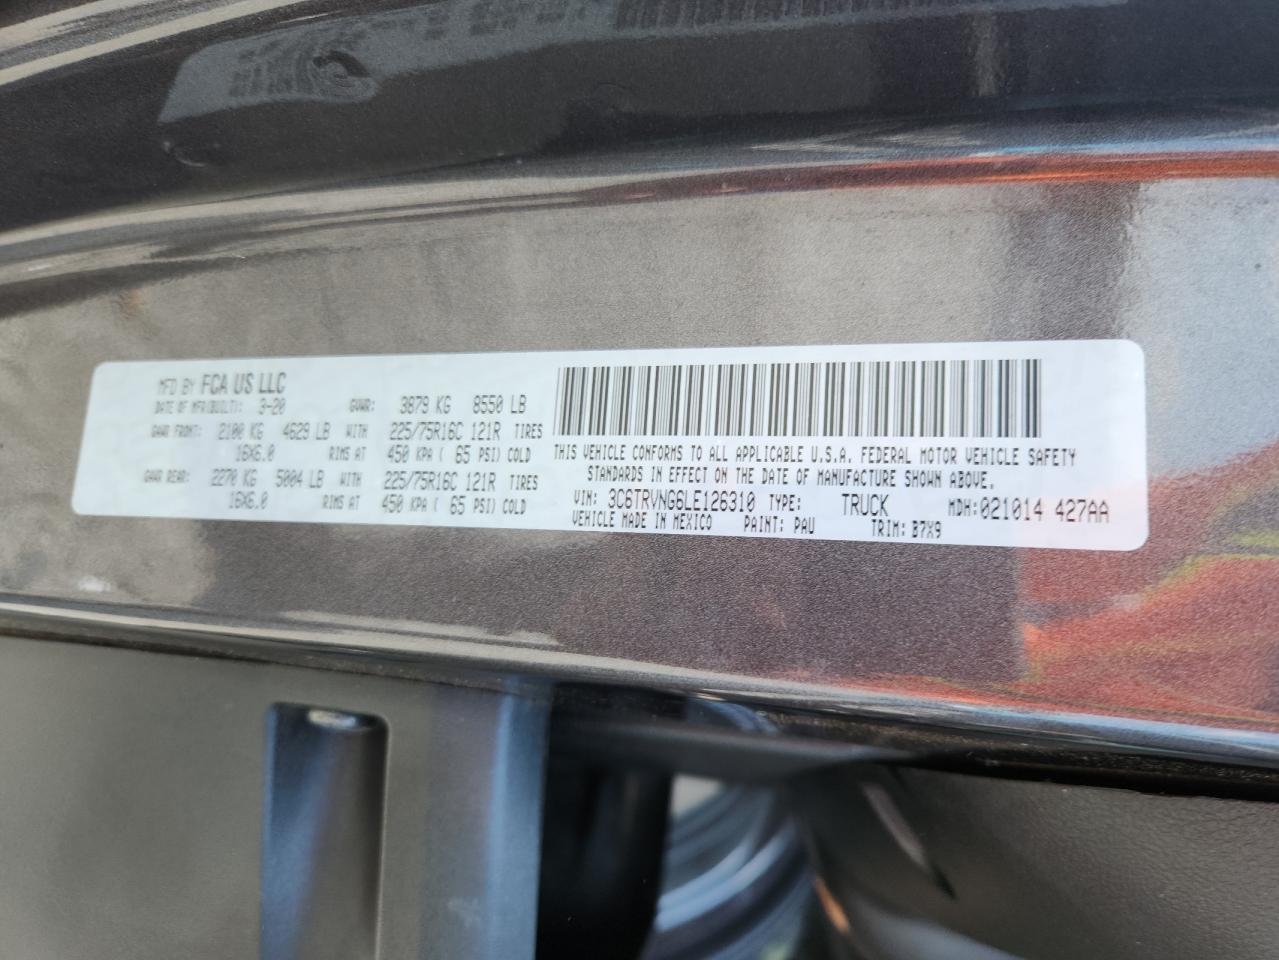 MFD BY FCA US LLC
DATE OF MFR(BUILT): 3-20 GVWR: 3879 KG 8550 LB
GAWR FRONT: 2100 KG 4629 LB WITH 225/75R16C 121R TIRES
16X6.0 RIMS AT 450 KPA ( 65 PSI) COLD
GAWR REAR: 2270 KG 5004 LB WITH 225/75R16C 121R TIRES
16X6.0 RIMS AT 450 KPA ( 65 PSI) COLD
THIS VEHICLE CONFORMS TO ALL APPLICABLE U.S.A. FEDERAL MOTOR VEHICLE SAFETY
STANDARDS IN EFFECT ON THE DATE OF MANUFACTURE SHOWN ABOVE.
VIN: 3C6TRVNG6LE126310 TYPE: TRUCK MDH:021014 427AA
VEHICLE MADE IN MEXICO PAINT: PAU TRIM: B7X9